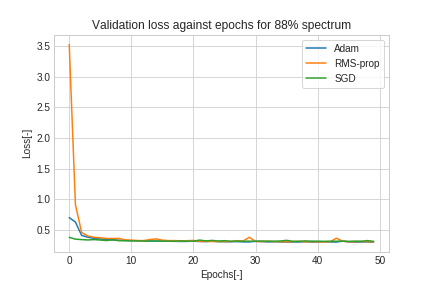 Validation loss against epochs for 88% spectrum
Adam
RMS-prop
SGD
Loss[-]
3.5
3.0
2.5
2.0
1.5
1.0
0.5
0 10 20 30 40 50
Epochs[-]